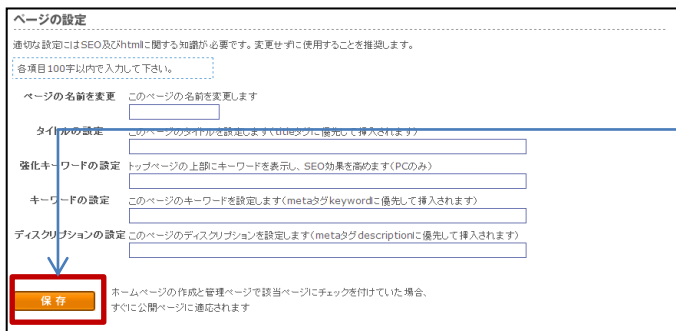 ページの設定
適切な設定にはSEO及びhtmlに関する知識が必要です。変更せずに使用することを推奨します。
各項目100字以内で入力して下さい。
ページの名前を変更 このページの名前を変更します
タイトルの設定 このページのタイトルを設定します(titleタグに優先して挿入されます)
強化キーワードの設定 トップページの上部にキーワードを表示し、SEO効果を高めます(PCのみ)
キーワードの設定 このページのキーワードを設定します(metaタグkeywordに優先して挿入されます)
ディスクリプションの設定 このページのディスクリプションを設定します(metaタグdescriptionに優先して挿入されます)
保存 ホームページの作成と管理ページで該当ページにチェックを付けていた場合、
すぐに公開ページに適応されます